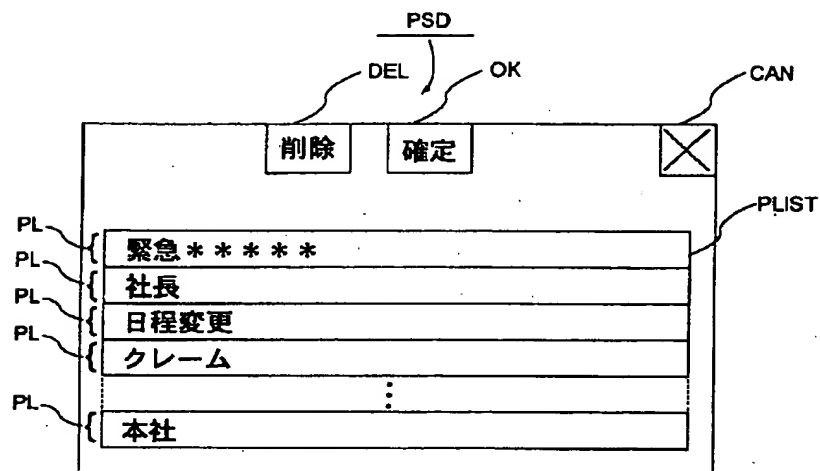 PSD
DEL OK CAN
削除 確定
PLIST
PL 緊急＊＊＊＊＊
PL 社長
PL 日程変更
PL クレーム
⋮
PL 本社